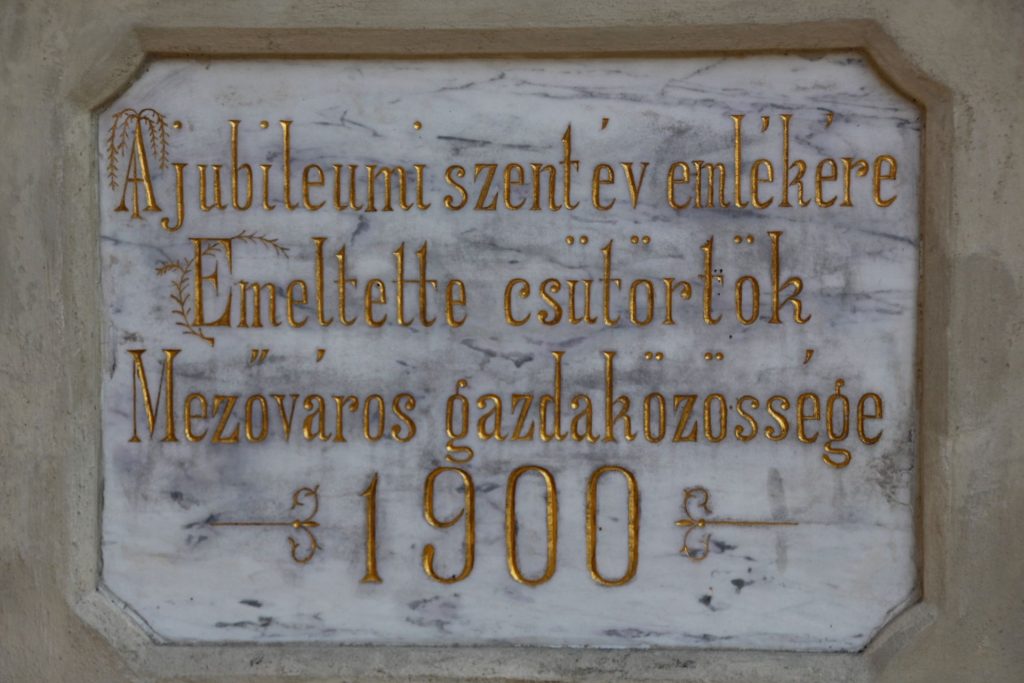 A jubileumi szent év emlékére
Emeltette csütörtök
Mezőváros gazdaközössége
1900